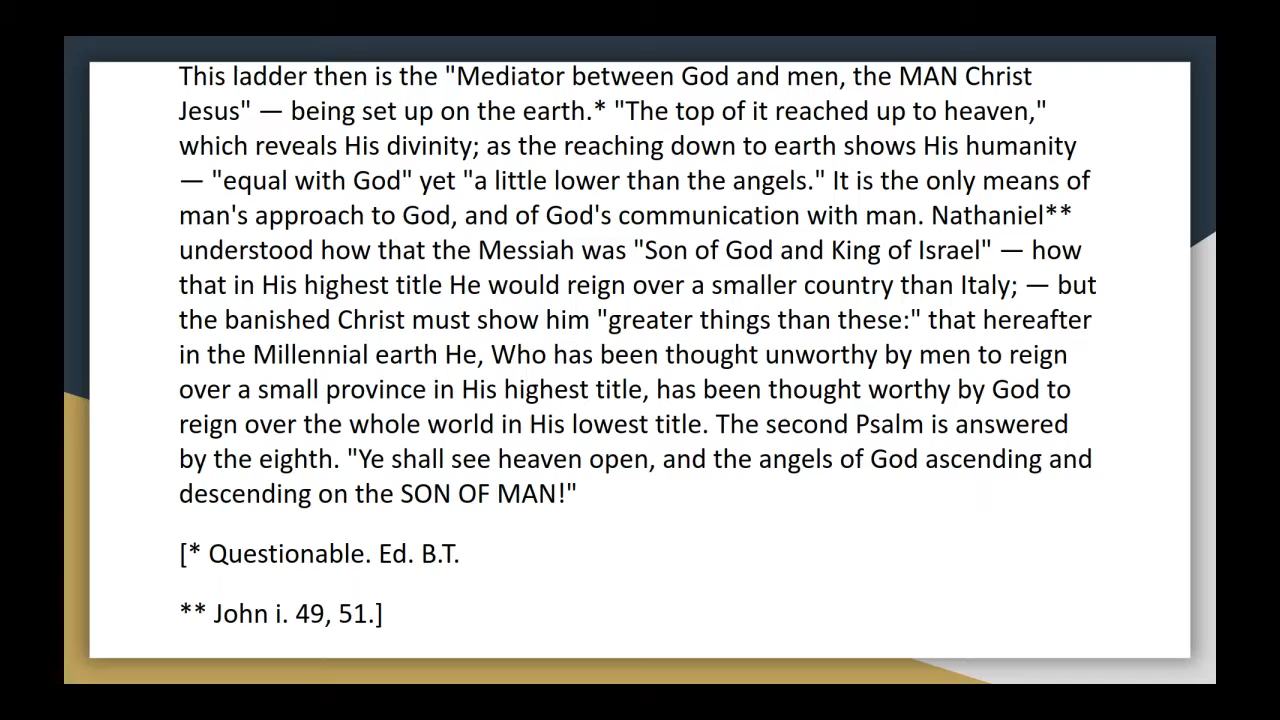 This ladder then is the "Mediator between God and men, the MAN Christ
Jesus" — being set up on the earth.* "The top of it reached up to heaven,"
which reveals His divinity; as the reaching down to earth shows His humanity
— "equal with God" yet "a little lower than the angels." It is the only means of
man's approach to God, and of God's communication with man. Nathaniel**
understood how that the Messiah was "Son of God and King of Israel" — how
that in His highest title He would reign over a smaller country than Italy; — but
the banished Christ must show him "greater things than these:" that hereafter
in the Millennial earth He, Who has been thought unworthy by men to reign
over a small province in His highest title, has been thought worthy by God to
reign over the whole world in His lowest title. The second Psalm is answered
by the eighth. "Ye shall see heaven open, and the angels of God ascending and
descending on the SON OF MAN!"
[* Questionable. Ed. B.T.
** John i. 49, 51.]